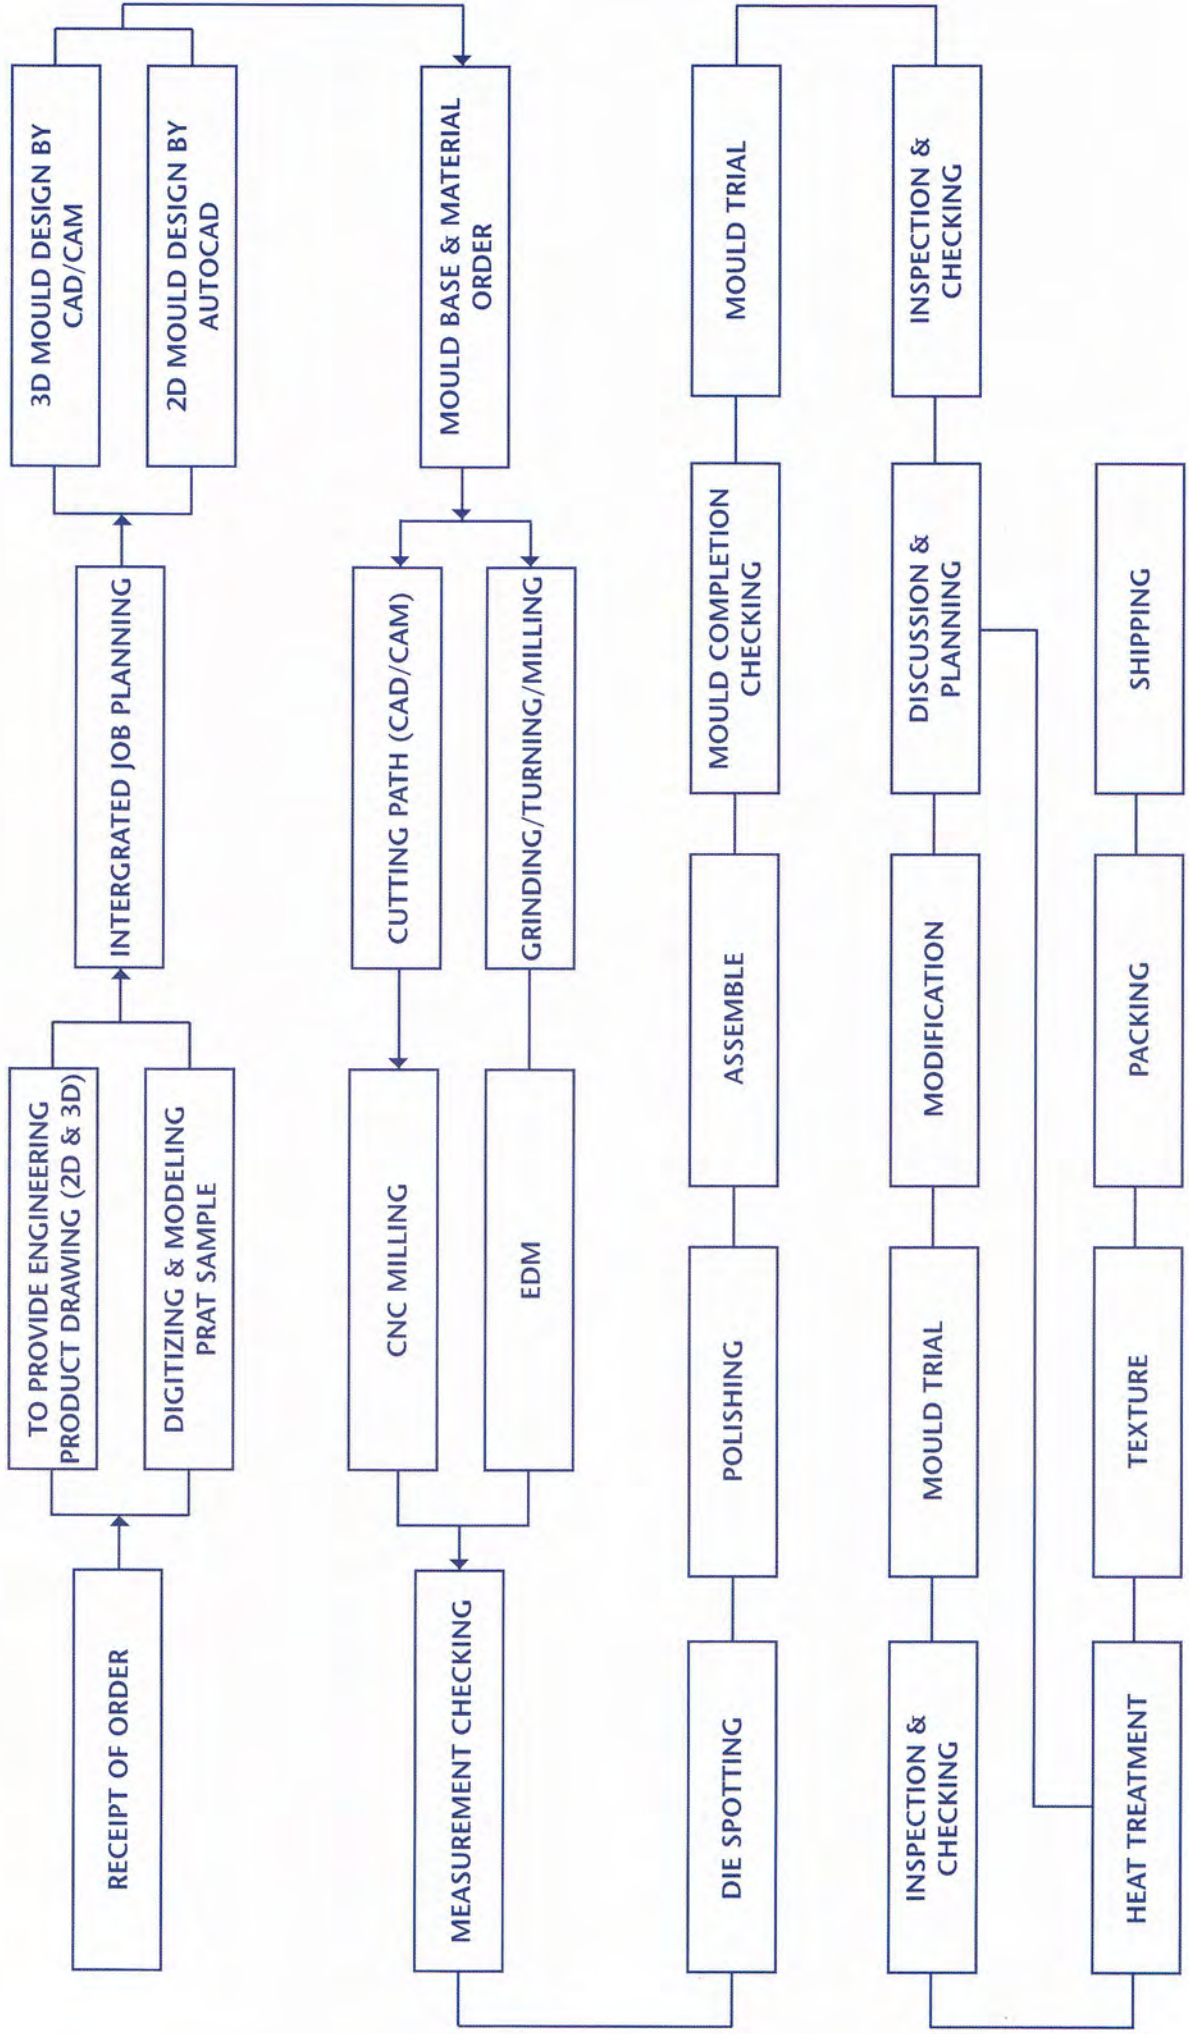 RECEIPT OF ORDER
TO PROVIDE ENGINEERING
PRODUCT DRAWING (2D & 3D)
DIGITIZING & MODELING
PRAT SAMPLE
INTERGRATED JOB PLANNING
3D MOULD DESIGN BY
CAD/CAM
2D MOULD DESIGN BY
AUTOCAD
MOULD BASE & MATERIAL
ORDER
CUTTING PATH (CAD/CAM)
GRINDING/TURNING/MILLING
CNC MILLING
EDM
MEASUREMENT CHECKING
DIE SPOTTING
POLISHING
ASSEMBLE
MOULD COMPLETION
CHECKING
MOULD TRIAL
INSPECTION &
CHECKING
DISCUSSION &
PLANNING
MODIFICATION
MOULD TRIAL
INSPECTION &
CHECKING
HEAT TREATMENT
TEXTURE
PACKING
SHIPPING